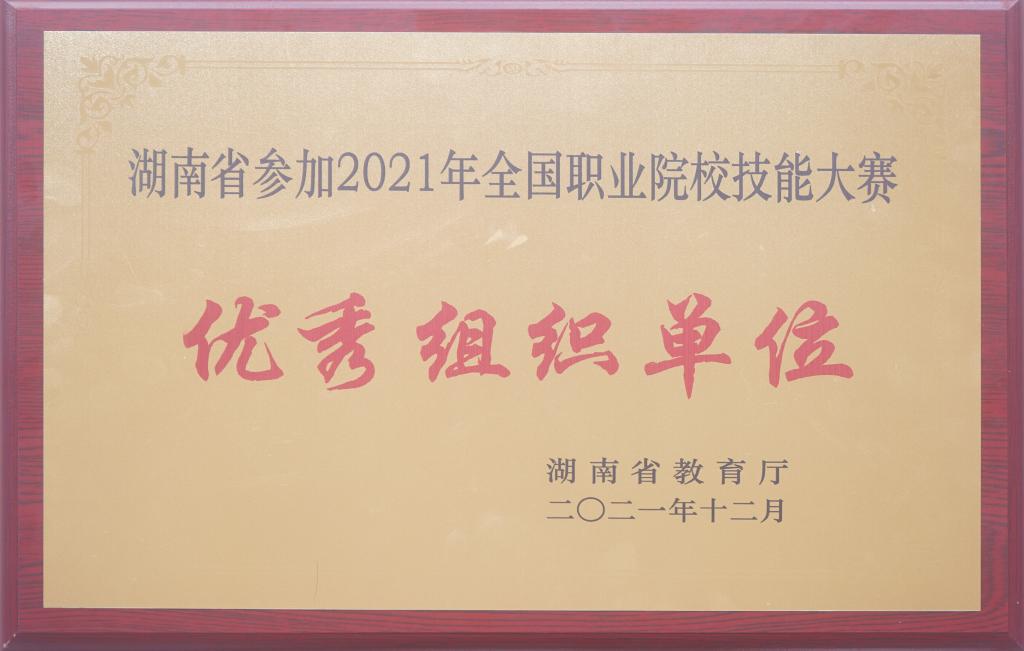 湖南省参加2021年全国职业院校技能大赛
优秀组织单位
湖南省教育厅
二〇二一年十二月